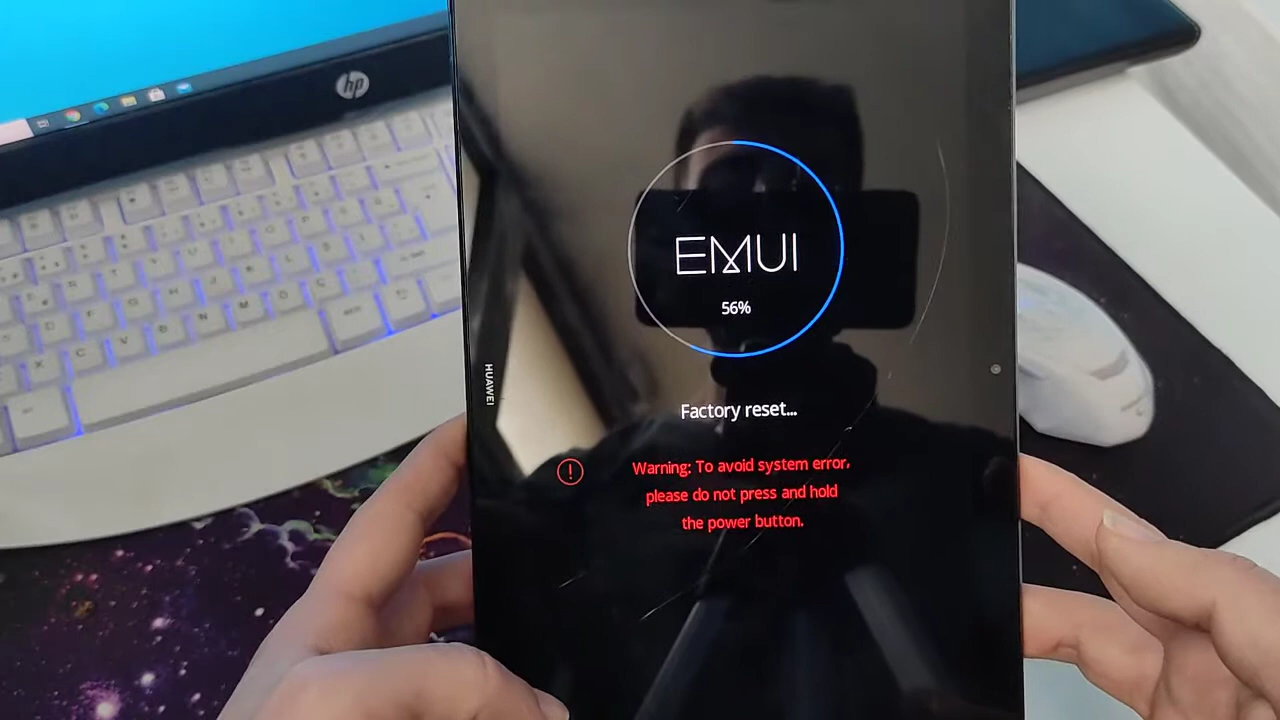 hp
EMUI
56%
HUAWEI
Factory reset...
Warning: To avoid system error,
please do not press and hold
the power button.